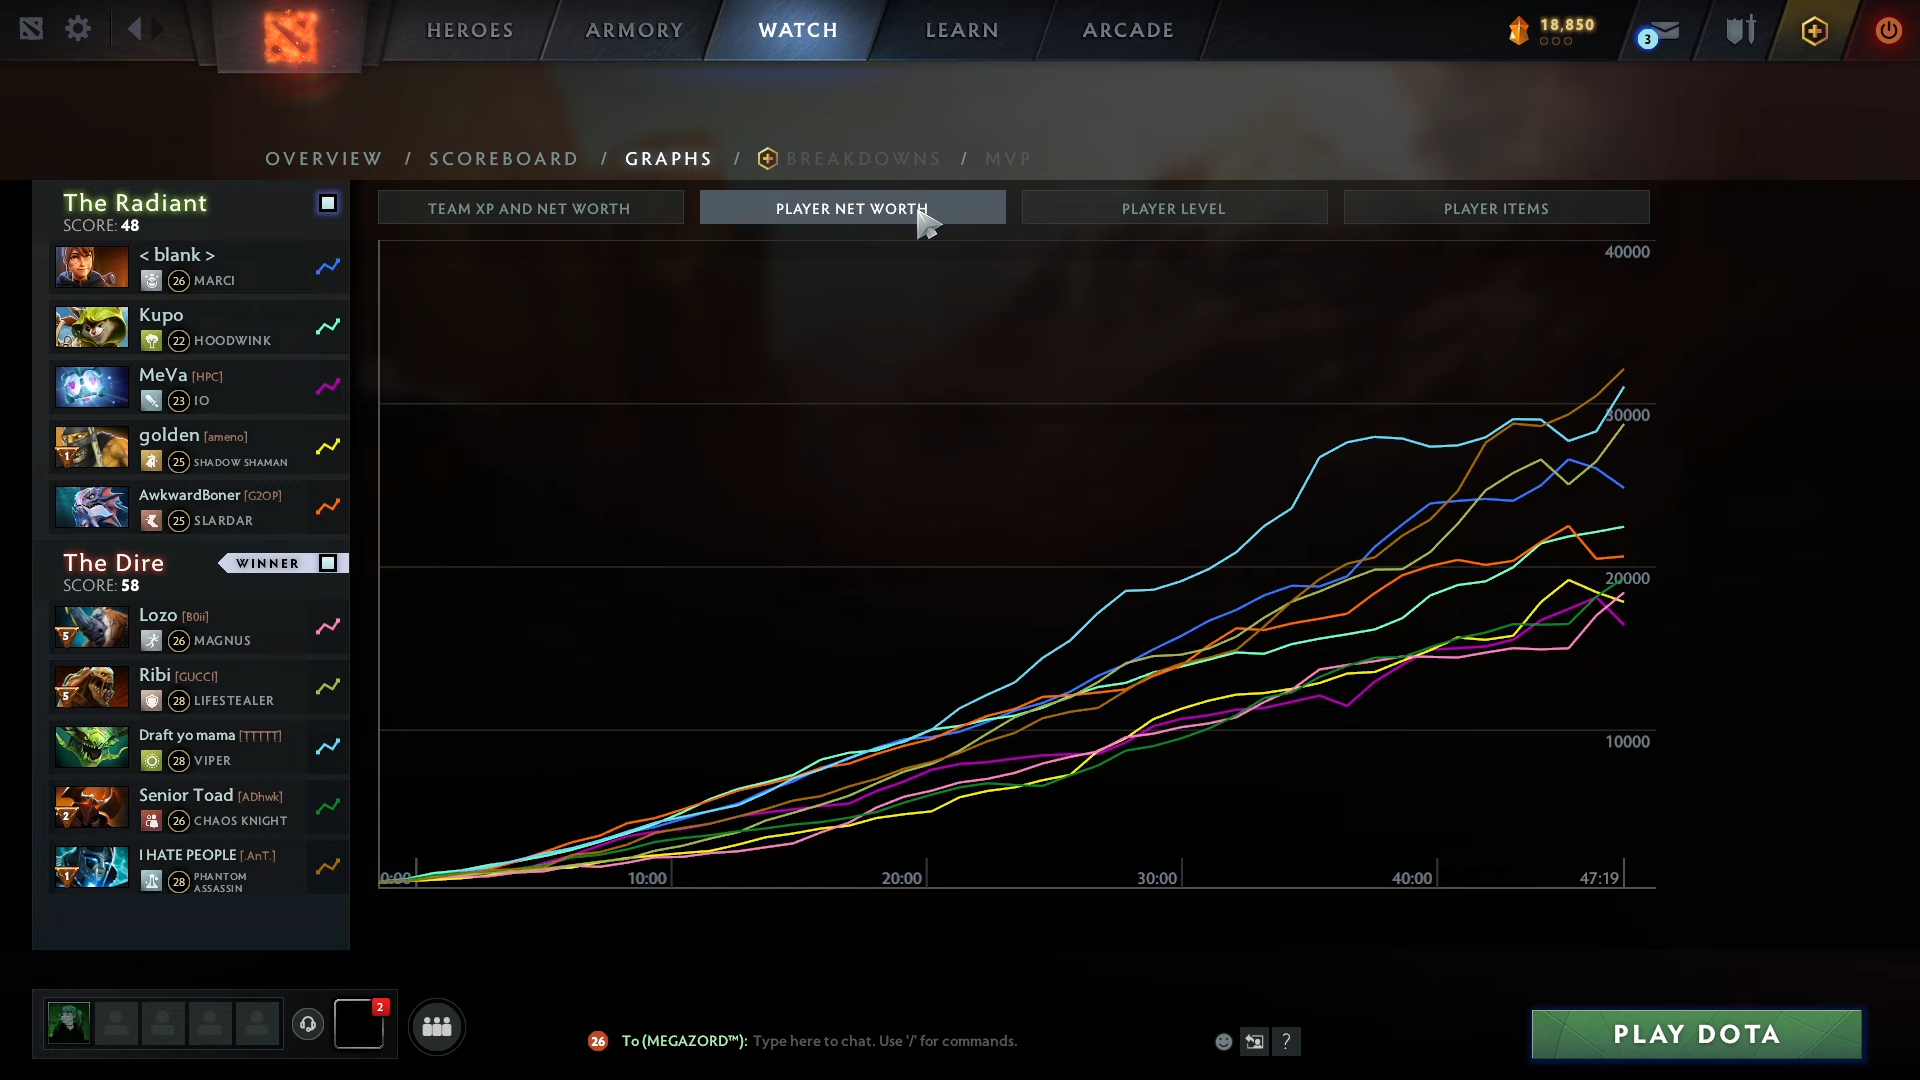 HEROES
ARMORY
WATCH
LEARN
ARCADE
18,850
3
OVERVIEW / SCOREBOARD / GRAPHS / BREAKDOWNS / MVP
The Radiant
SCORE: 48
< blank >
26 MARCI
Kupo
22 HOODWINK
MeVa [HPC]
23 IO
golden [ameno]
1
25 SHADOW SHAMAN
AwkwardBoner [G2OP]
25 SLARDAR
The Dire
WINNER
SCORE: 58
Lozo [B0ii]
5
26 MAGNUS
Ribi [GUCCI]
5
28 LIFESTEALER
Draft yo mama [TTTTT]
28 VIPER
Senior Toad [ADhwk]
2
26 CHAOS KNIGHT
I HATE PEOPLE [.AnT.]
1
28 PHANTOM
ASSASSIN
TEAM XP AND NET WORTH
PLAYER NET WORTH
PLAYER LEVEL
PLAYER ITEMS
40000
30000
20000
10000
0:00
10:00
20:00
30:00
40:00
47:19
2
26 To (MEGAZORD™): Type here to chat. Use '/' for commands.
?
PLAY DOTA